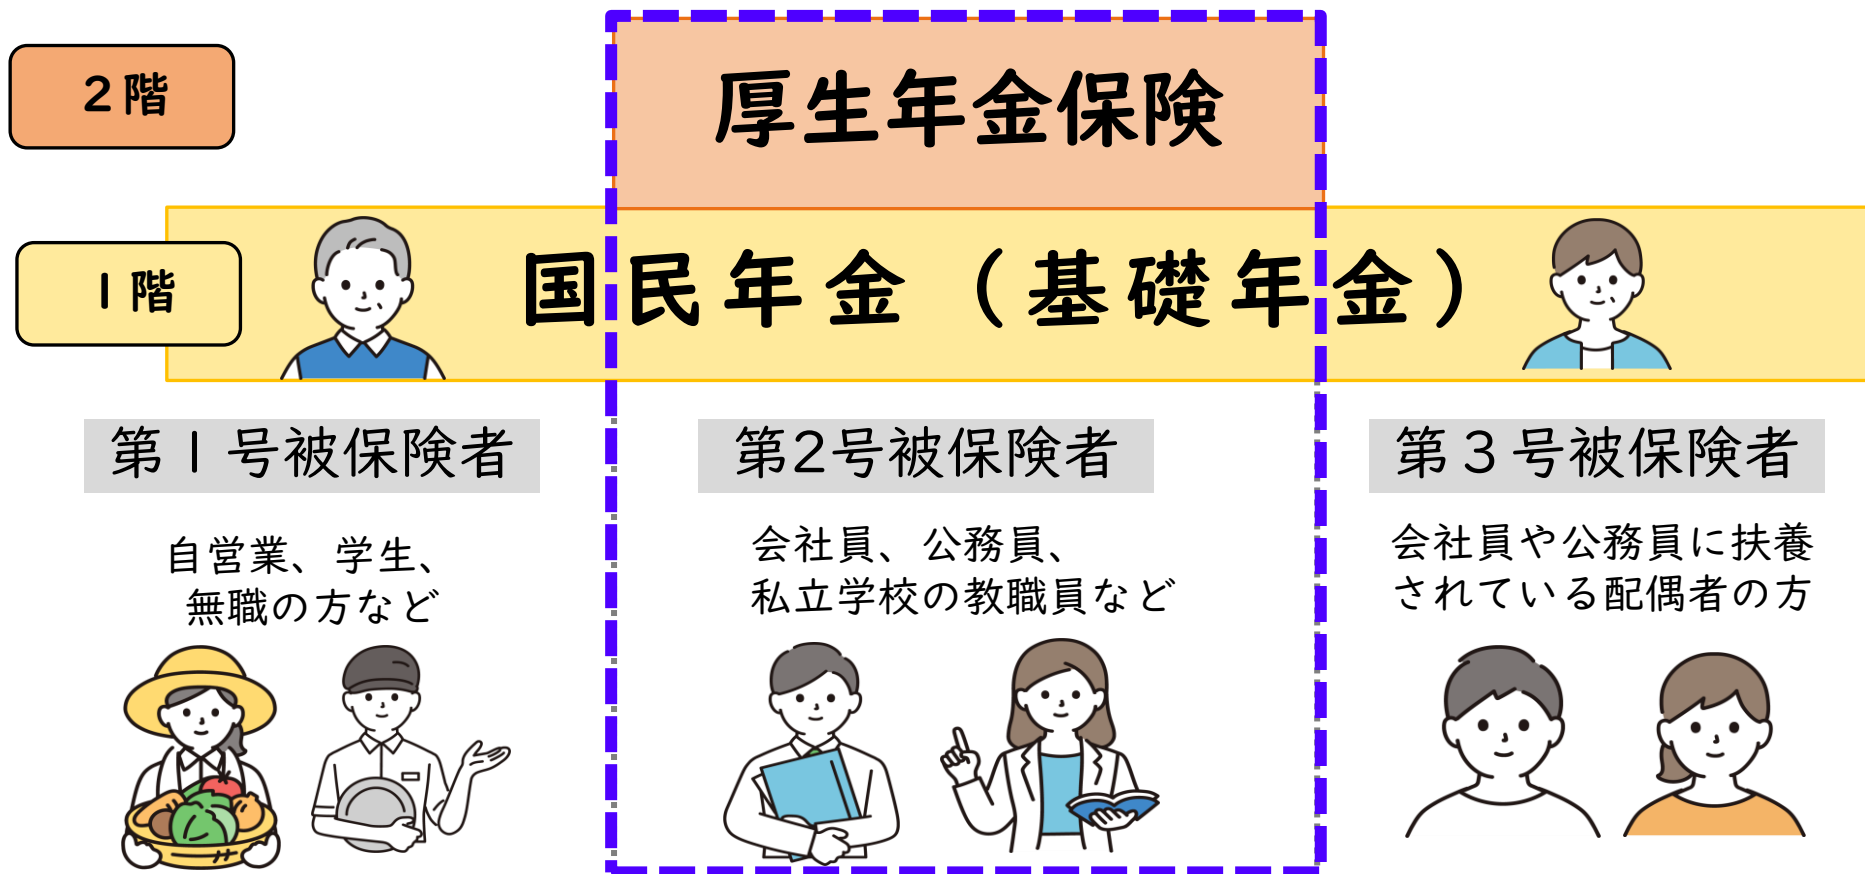 2階
厚生年金保険
1階
国民年金（基礎年金）
第1号被保険者
自営業、学生、
無職の方など
第2号被保険者
会社員、公務員、
私立学校の教職員など
第3号被保険者
会社員や公務員に扶養
されている配偶者の方